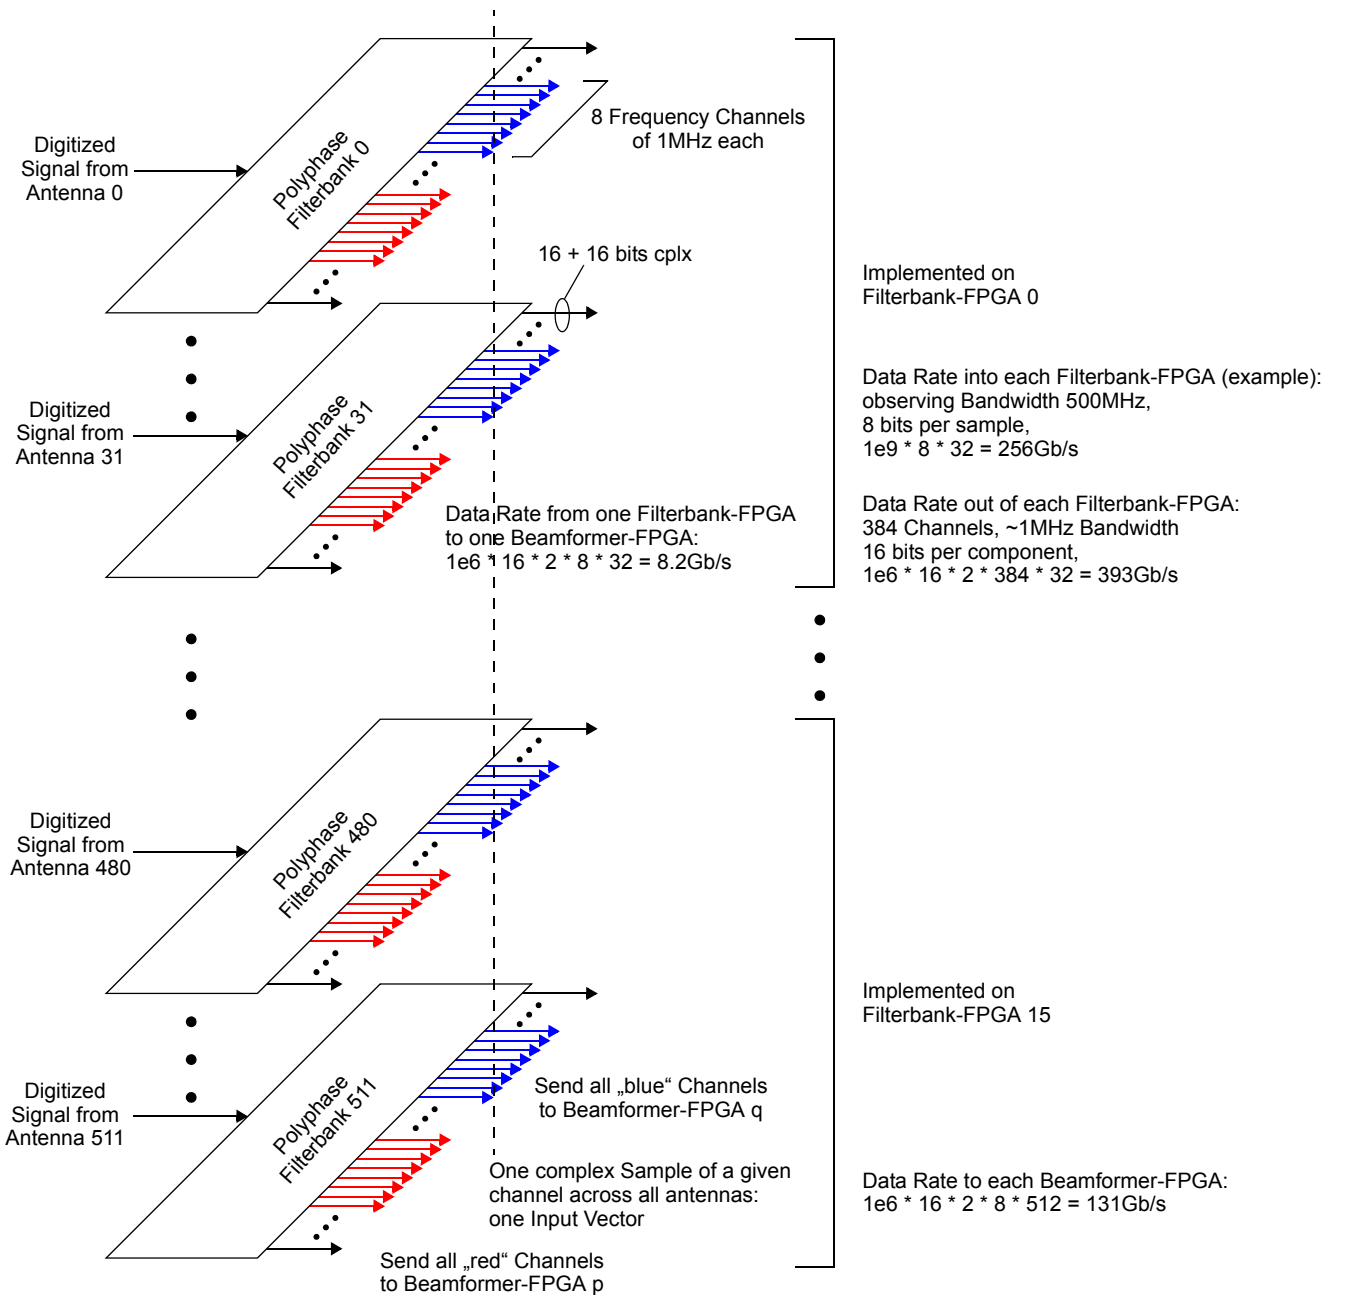 Digitized
Signal from
Antenna 0
Polyphase
Filterbank 0
8 Frequency Channels
of 1MHz each
16 + 16 bits cplx
Implemented on
Filterbank-FPGA 0
Digitized
Signal from
Antenna 31
Polyphase
Filterbank 31
Data Rate into each Filterbank-FPGA (example):
observing Bandwidth 500MHz,
8 bits per sample,
1e9 * 8 * 32 = 256Gb/s
Data Rate from one Filterbank-FPGA
to one Beamformer-FPGA:
1e6 * 16 * 2 * 8 * 32 = 8.2Gb/s
Data Rate out of each Filterbank-FPGA:
384 Channels, ~1MHz Bandwidth
16 bits per component,
1e6 * 16 * 2 * 384 * 32 = 393Gb/s
Digitized
Signal from
Antenna 480
Polyphase
Filterbank 480
Implemented on
Filterbank-FPGA 15
Digitized
Signal from
Antenna 511
Polyphase
Filterbank 511
Send all „blue“ Channels
to Beamformer-FPGA q
One complex Sample of a given
channel across all antennas:
one Input Vector
Data Rate to each Beamformer-FPGA:
1e6 * 16 * 2 * 8 * 512 = 131Gb/s
Send all „red“ Channels
to Beamformer-FPGA p